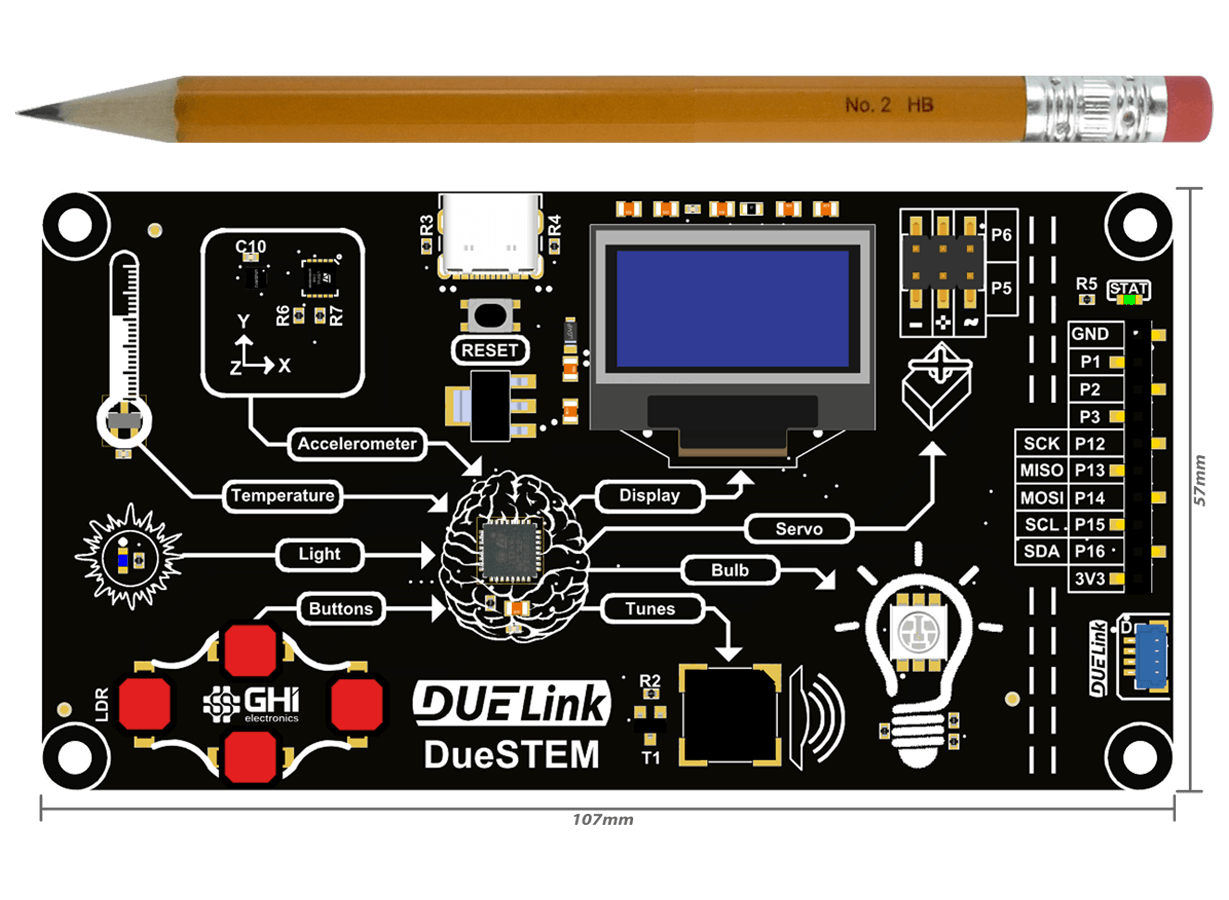 No. 2 HB
R3
R4
C10
R6
R7
Y
Z
X
RESET
P6
P5
R5
STAT
GND
P1
P2
P3
SCK P12
MISO P13
MOSI P14
SCL P15
SDA P16
3V3
Accelerometer
Temperature
Light
Buttons
Display
Servo
Bulb
Tunes
LDR
GHI
electronics
DUELink
DueSTEM
R2
T1
D
DUELink
57mm
107mm